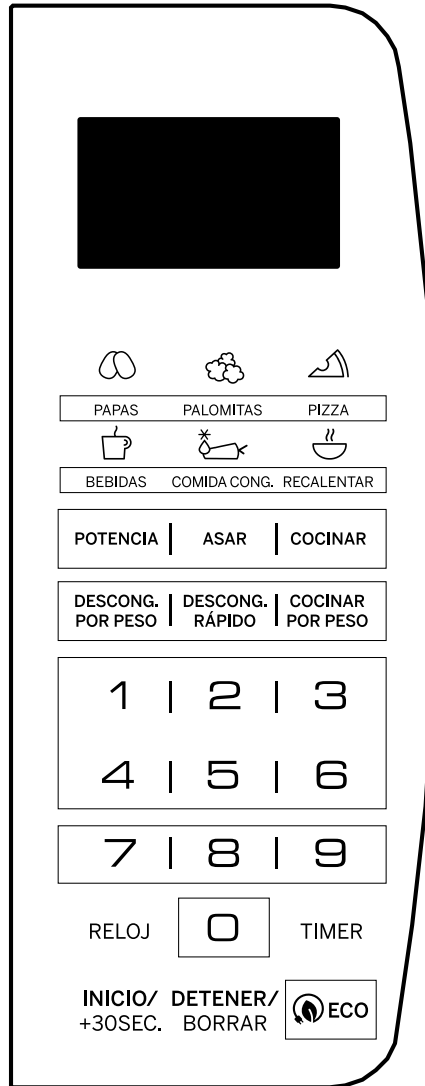 PAPAS PALOMITAS PIZZA
BEBIDAS COMIDA CONG. RECALENTAR
POTENCIA ASAR COCINAR
DESCONG. DESCONG. COCINAR
POR PESO RÁPIDO POR PESO
1 2 3
4 5 6
7 8 9
RELOJ 0 TIMER
INICIO/ DETENER/ ECO
+30SEC. BORRAR